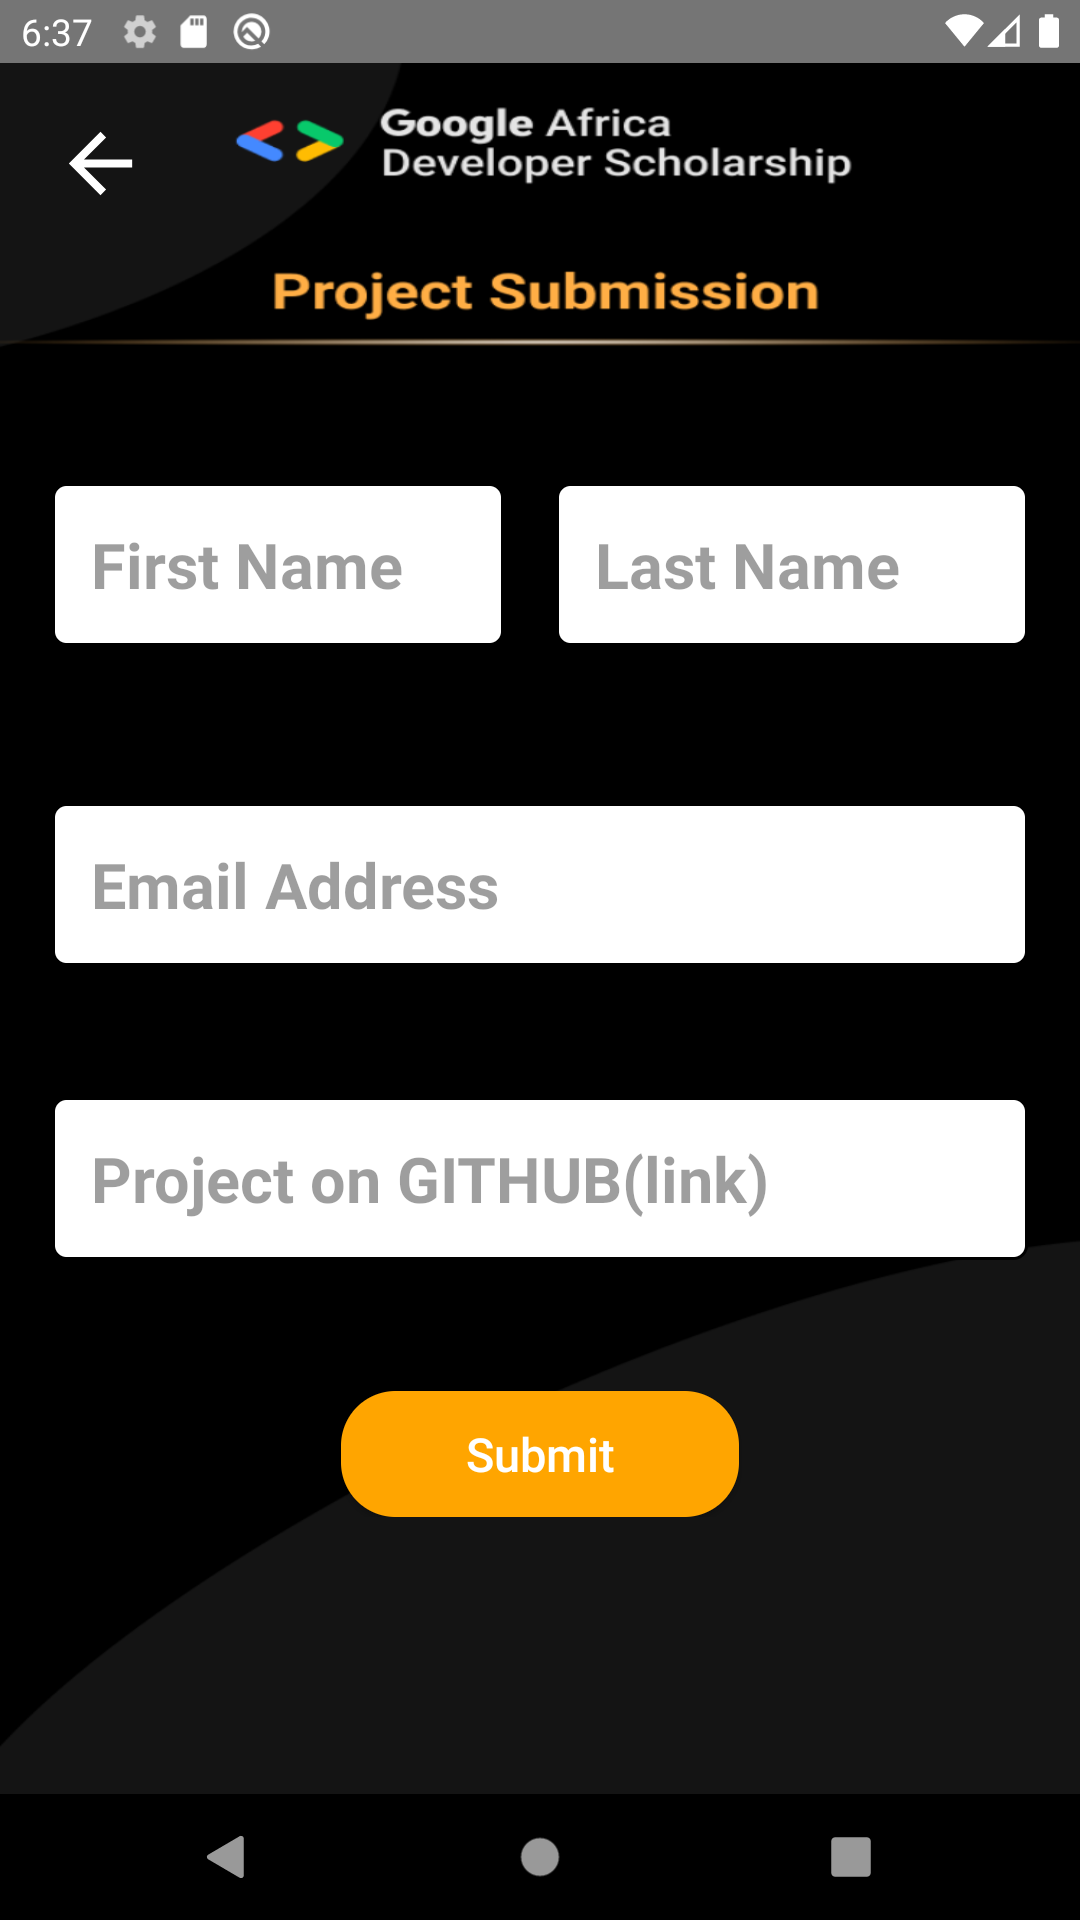 6:37
Google Africa
Developer Scholarship
Project Submission
First Name
Last Name
Email Address
Project on GITHUB(link)
Submit